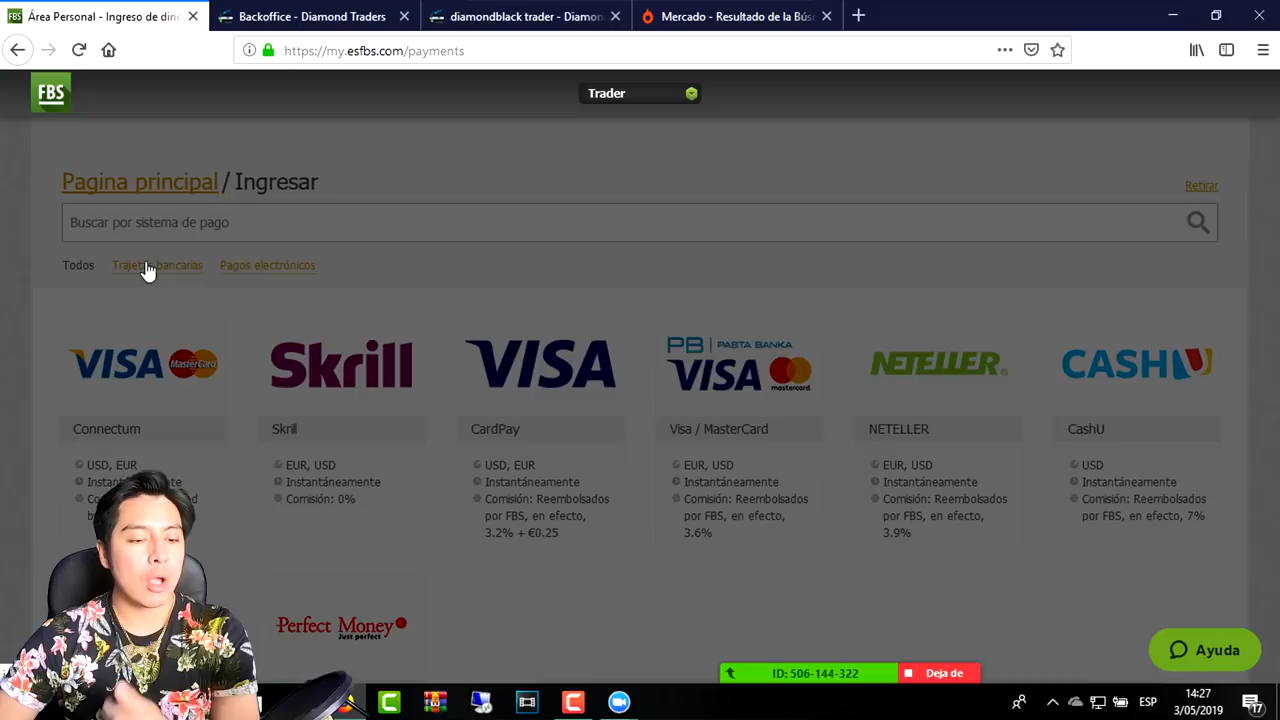 Área Personal - Ingreso de din
Backoffice - Diamond Traders
diamondblack trader - Diamon
Mercado - Resultado de la Bús
https://my.esfbs.com/payments
FBS
Trader
Pagina principal / Ingresar
Retirar
Buscar por sistema de pago
Todos
bancarias
Pagos electrónicos
VISA MasterCard
Skrill
VISA
PB | PASTA BANKA
VISA mastercard.
NETELLER.
CASHU
Connectum
Skrill
CardPay
Visa / MasterCard
NETELLER
CashU
USD, EUR
EUR, USD
USD, EUR
EUR, USD
EUR, USD
USD
Instantáneamente
Instantáneamente
Instantáneamente
Instantáneamente
Instantáneamente
Comisión: 0%
Comisión: Reembolsados
Comisión: Reembolsados
Comisión: Reembolsados
Comisión: Reembolsados
por FBS, en efecto,
por FBS, en efecto,
por FBS, en efecto,
por FBS, en efecto, 7%
3.2% + €0.25
3.6%
3.9%
Perfect Money
Just perfect
Ayuda
ID: 506-144-322
Deja de
ESP
14:27
3/05/2019
17